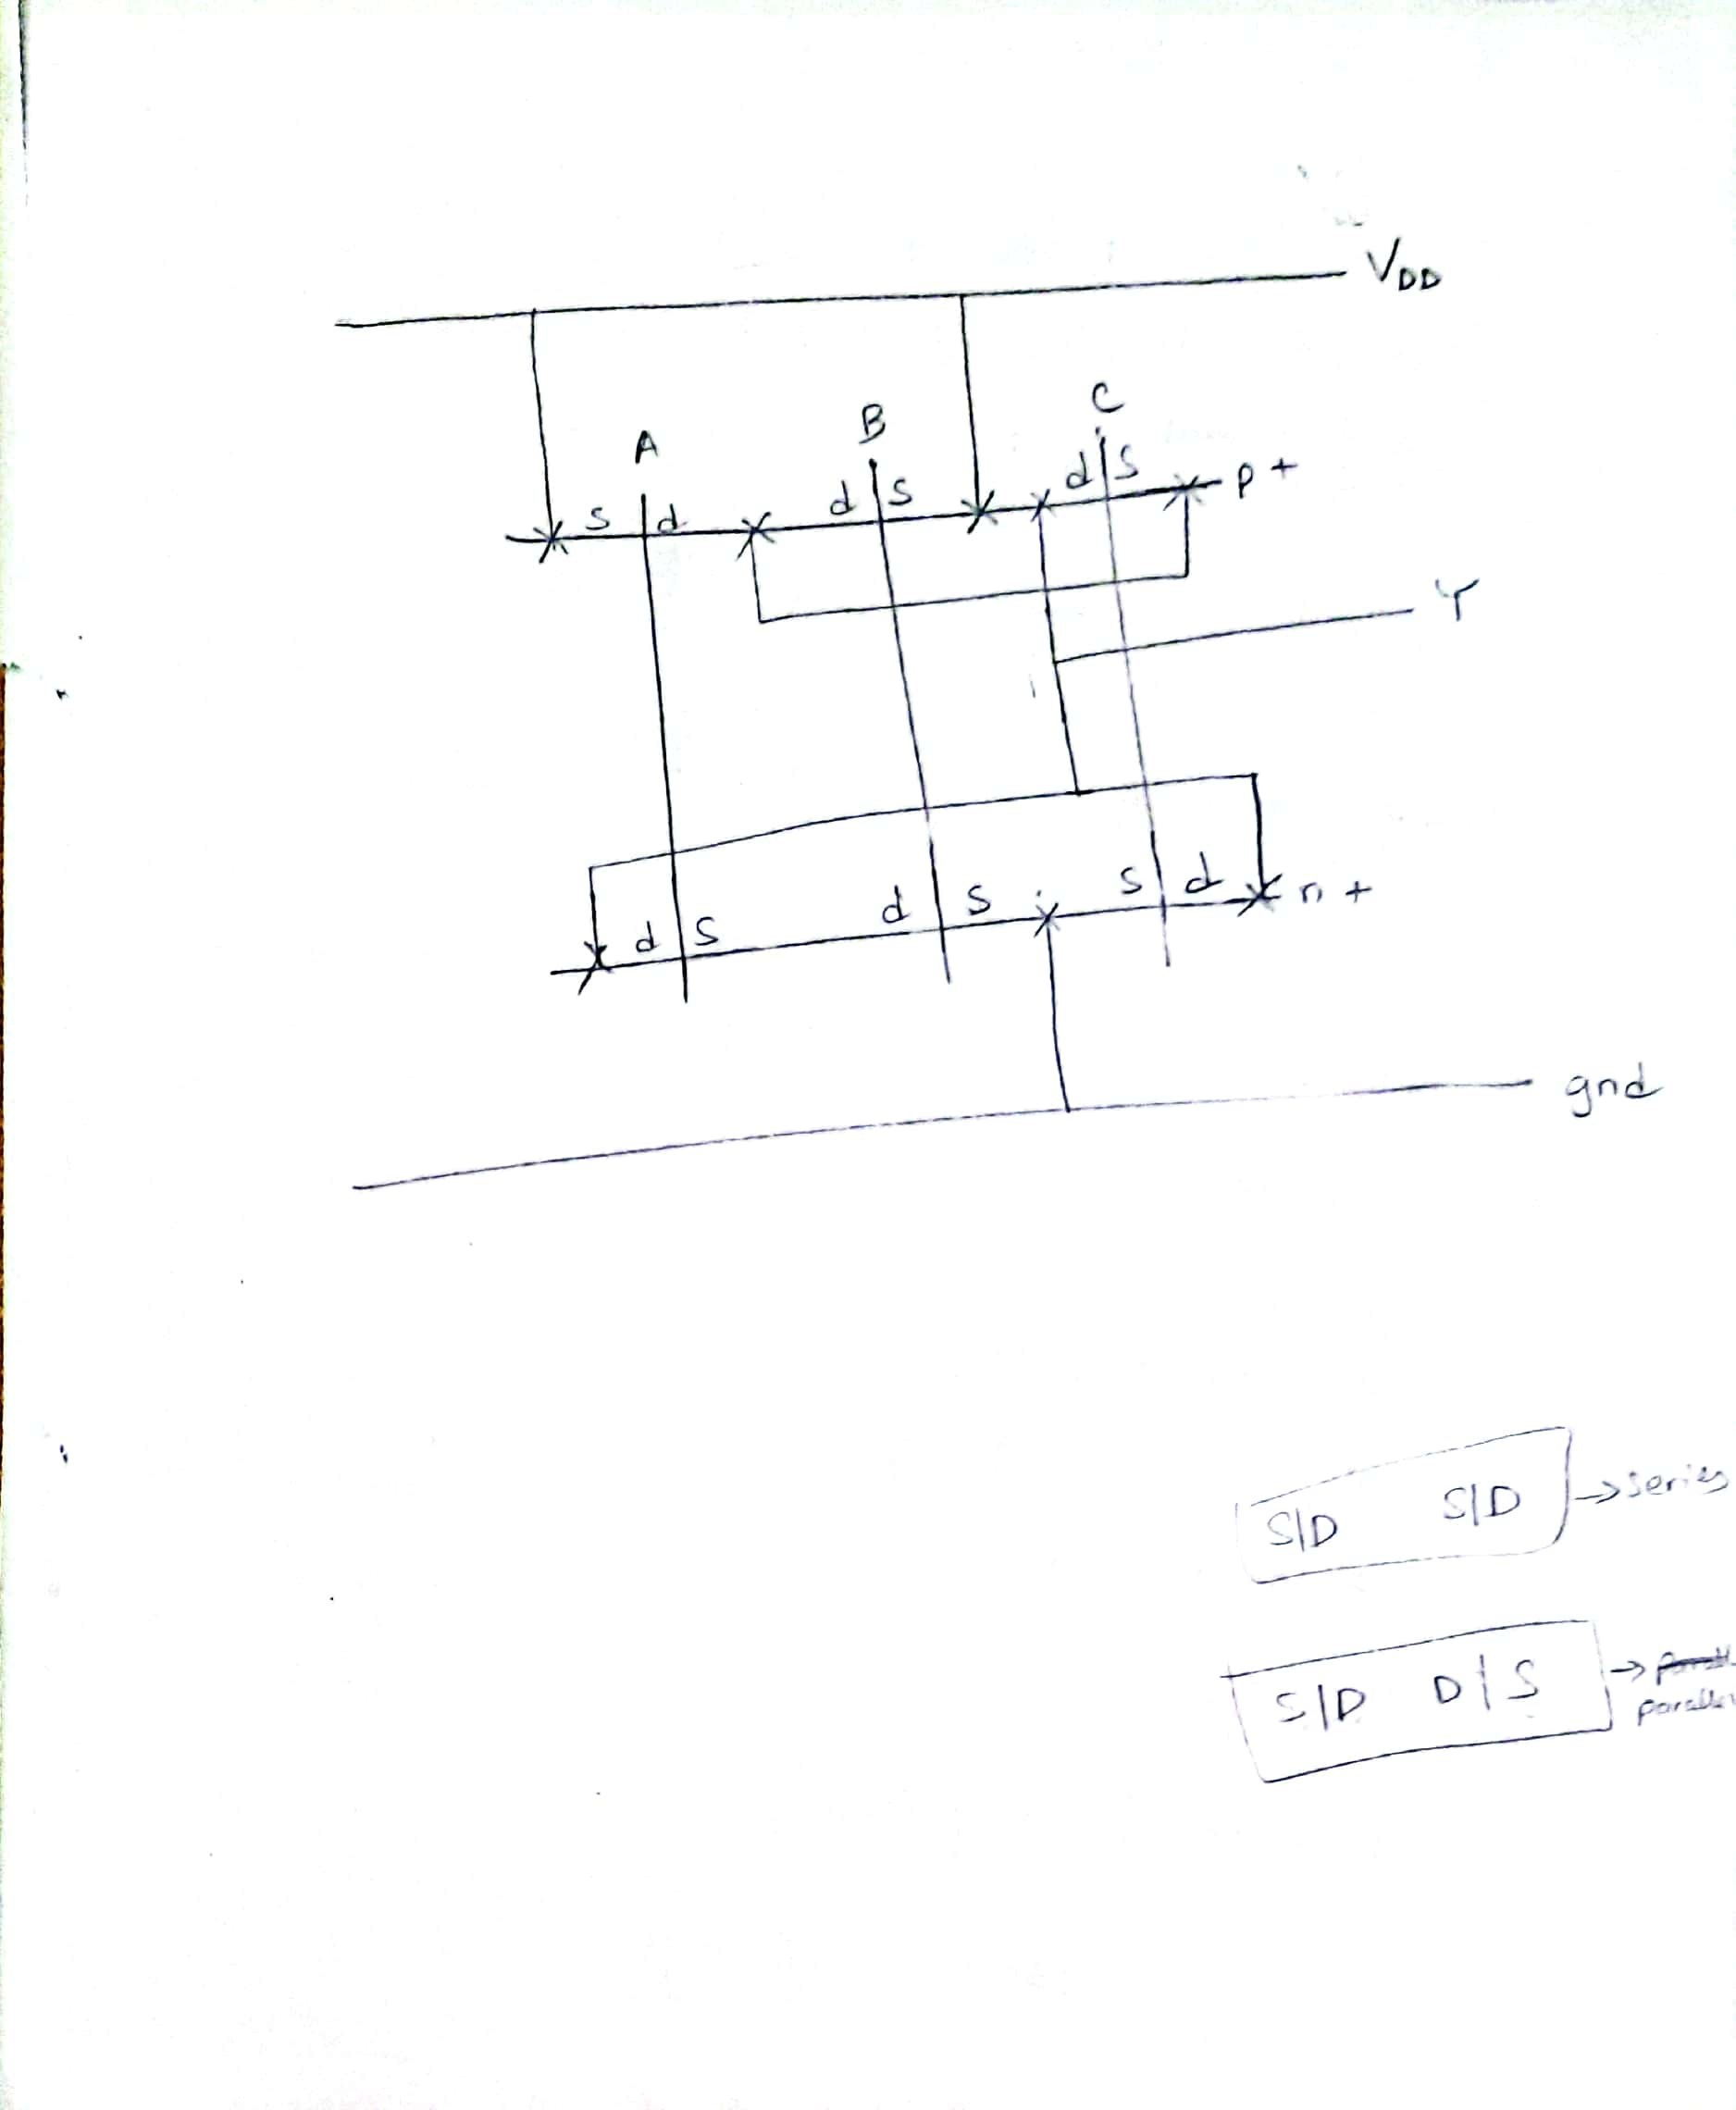 VDD
A B C
s d d s d s p+
Y
d s d s s d n+
gnd
S|D S|D → series
S|D D|S →
parallel